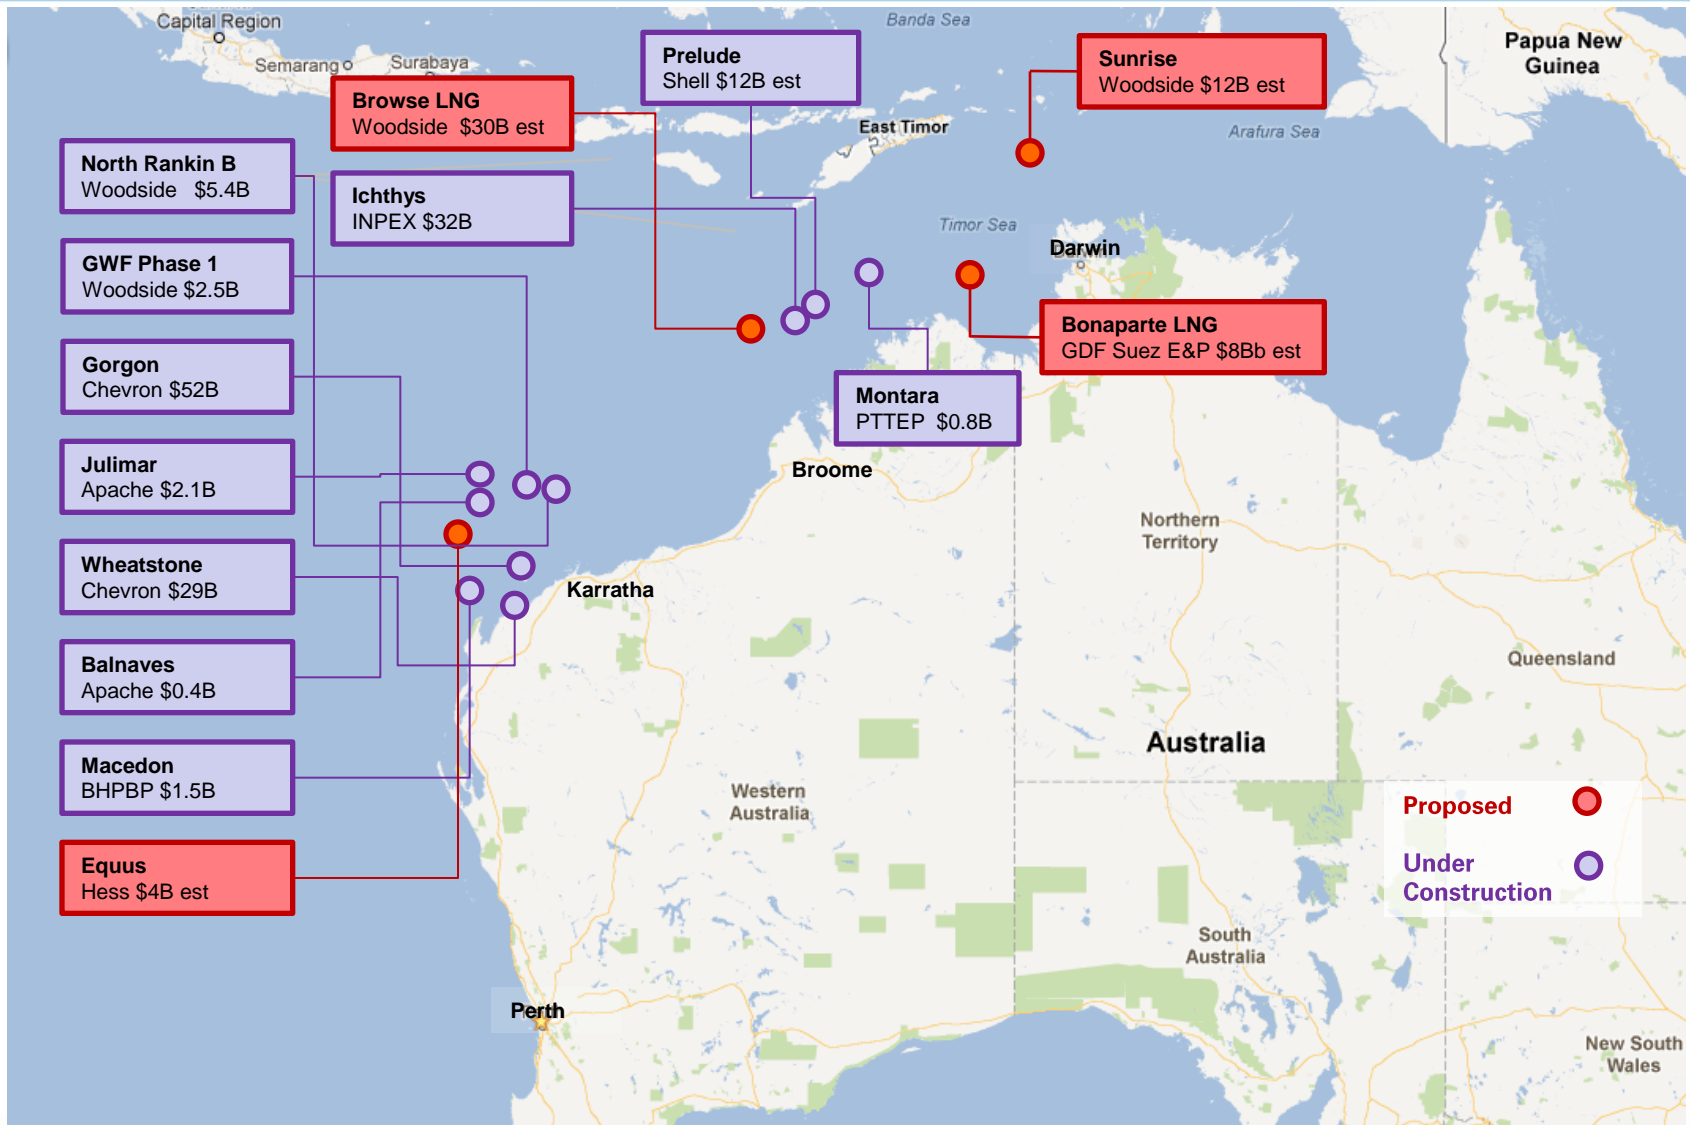 Capital Region
Semarang
Surabaya
Banda Sea
Papua New
Guinea
Prelude
Shell $12B est
Sunrise
Woodside $12B est
Browse LNG
Woodside $30B est
East Timor
Arafura Sea
North Rankin B
Woodside $5.4B
Ichthys
INPEX $32B
Timor Sea
Darwin
GWF Phase 1
Woodside $2.5B
Bonaparte LNG
GDF Suez E&P $8Bb est
Gorgon
Chevron $52B
Montara
PTTEP $0.8B
Julimar
Apache $2.1B
Broome
Northern
Territory
Wheatstone
Chevron $29B
Karratha
Balnaves
Apache $0.4B
Queensland
Australia
Macedon
BHPBP $1.5B
Western
Australia
Proposed
Under
Construction
Equus
Hess $4B est
South
Australia
Perth
New South
Wales